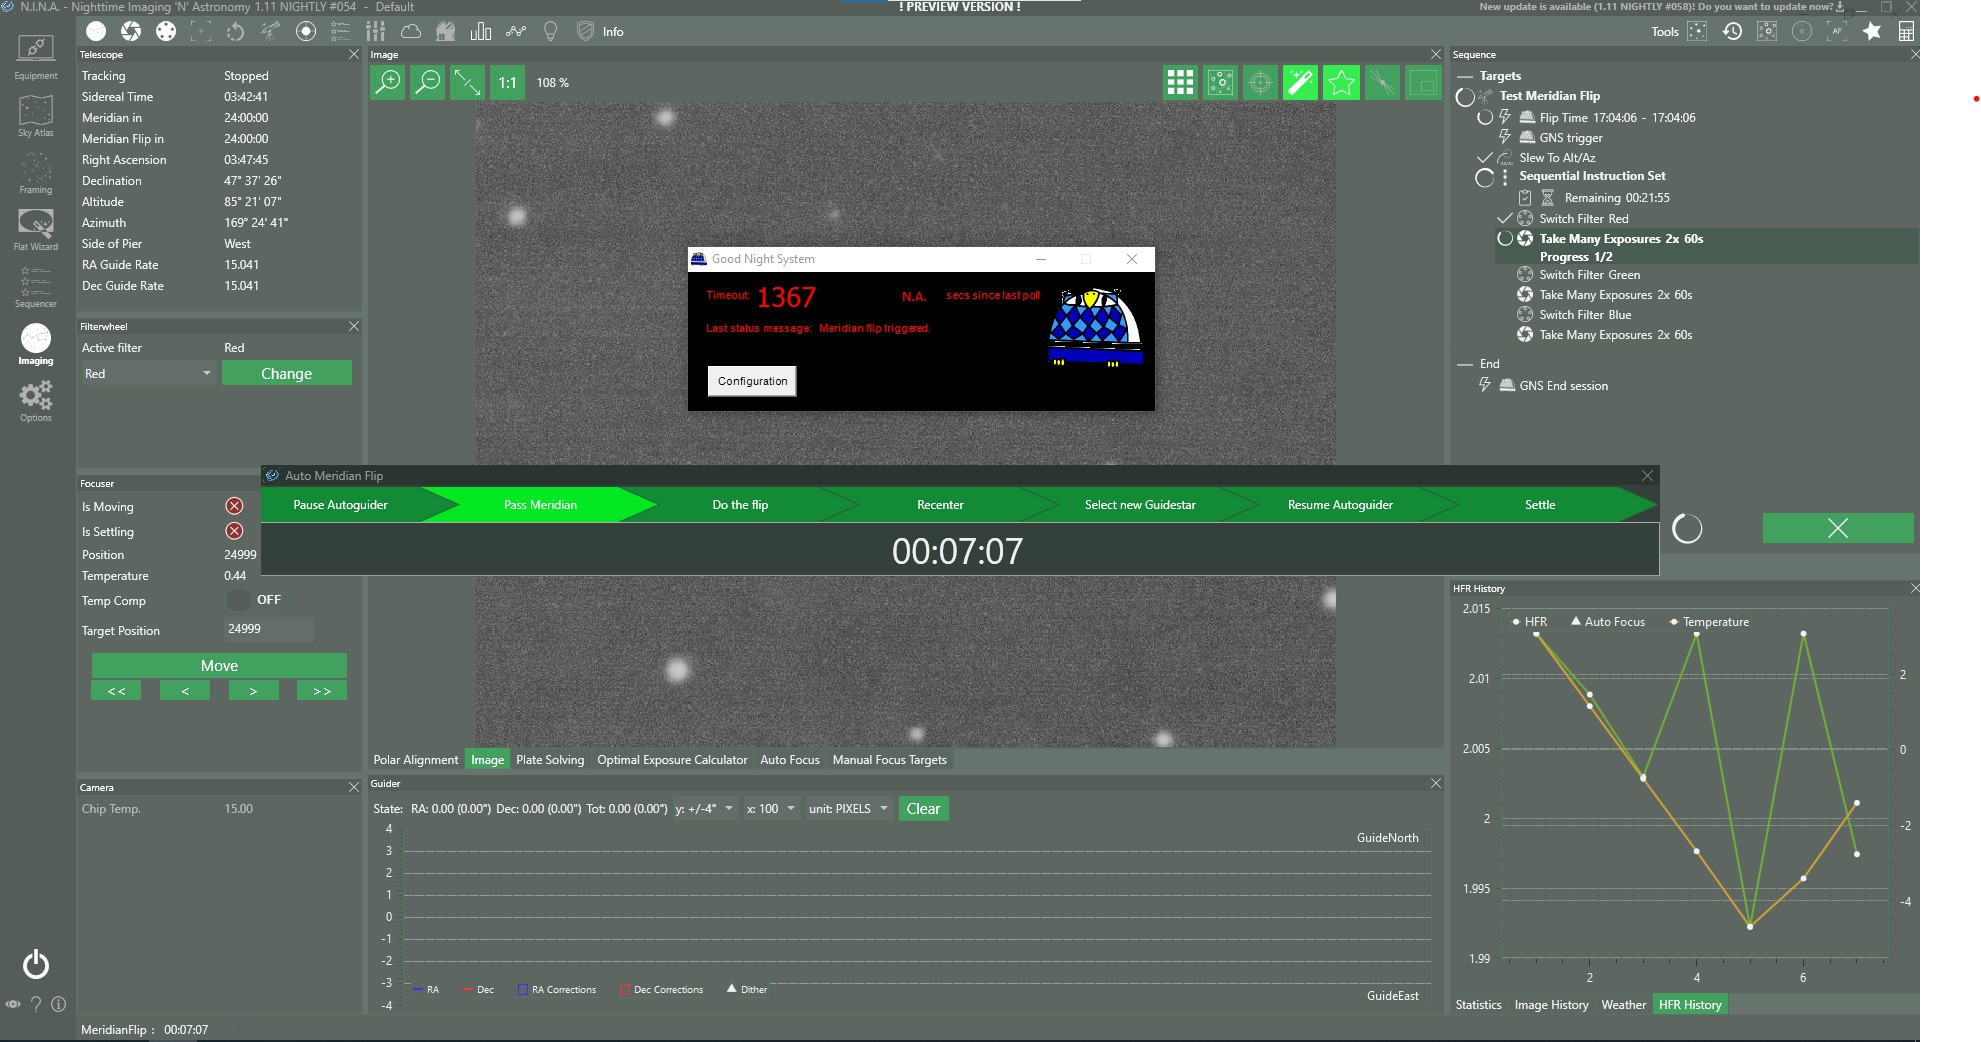 N.I.N.A. - Nighttime Imaging 'N' Astronomy 1.11 NIGHTLY #054 - Default
! PREVIEW VERSION !
New update is available (1.11 NIGHTLY #058)! Do you want to update now?
Info
Tools
AF
Equipment
Sky Atlas
Framing
Flat Wizard
Sequencer
Imaging
Options
Telescope
Tracking Stopped
Sidereal Time 03:42:41
Meridian in 24:00:00
Meridian Flip in 24:00:00
Right Ascension 03:47:45
Declination 47° 37' 26"
Altitude 85° 21' 07"
Azimuth 169° 24' 41"
Side of Pier West
RA Guide Rate 15.041
Dec Guide Rate 15.041
Filterwheel
Active filter Red
Red Change
Focuser
Is Moving
Is Settling
Position 24999
Temperature 0.44
Temp Comp OFF
Target Position 24999
Move
<< < > >>
Camera
Chip Temp. 15.00
Image
1:1 108 %
Good Night System
Timeout: 1367 N.A. secs since last poll
Last status message: Meridian flip triggered.
Configuration
Auto Meridian Flip
Pause Autoguider Pass Meridian Do the flip Recenter Select new Guidestar Resume Autoguider Settle
00:07:07
Polar Alignment Image Plate Solving Optimal Exposure Calculator Auto Focus Manual Focus Targets
Guider
State: RA: 0.00 (0.00") Dec: 0.00 (0.00") Tot: 0.00 (0.00") y: +/-4" x: 100 unit: PIXELS Clear
4
3
2
1
0
-1
-2
-3
-4
GuideNorth
GuideEast
RA Dec RA Corrections Dec Corrections Dither
Sequence
Targets
Test Meridian Flip
Flip Time 17:04:06 - 17:04:06
GNS trigger
Slew To Alt/Az
Sequential Instruction Set
Remaining 00:21:55
Switch Filter Red
Take Many Exposures 2x 60s
Progress 1/2
Switch Filter Green
Take Many Exposures 2x 60s
Switch Filter Blue
Take Many Exposures 2x 60s
End
GNS End session
HFR History
HFR Auto Focus Temperature
2.015
2.01
2.005
2
1.995
1.99
2
0
-2
-4
2 4 6
Statistics Image History Weather HFR History
MeridianFlip : 00:07:07